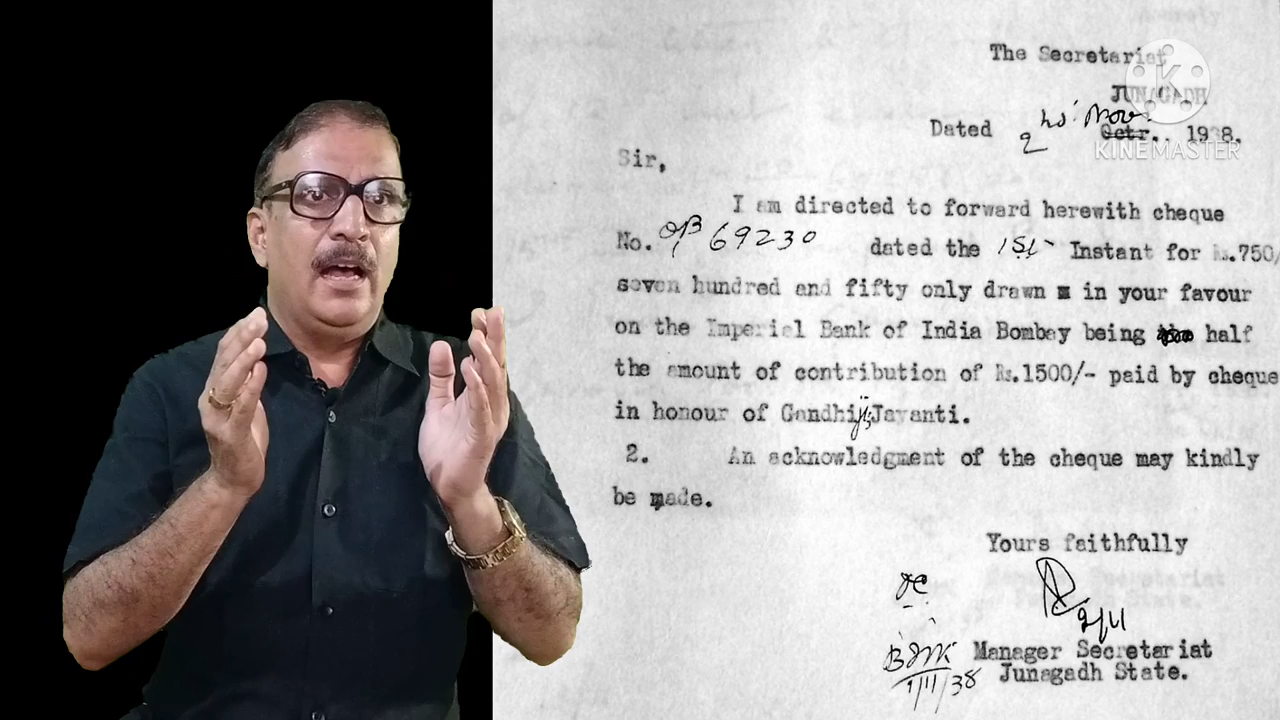 The Secretariat
JUNAGADH
Dated 2nd Nov. Octr.. 1938.
KINEMASTER
Sir,
I am directed to forward herewith cheque
No. 69230 dated the 1st Instant for Rs.750/
seven hundred and fifty only drawn in your favour
on the Imperial Bank of India Bombay being half
the amount of contribution of Rs.1500/- paid by cheque
in honour of Gandhiji's Jayanti.
2. An acknowledgment of the cheque may kindly
be made.
Yours faithfully
2/11
Manager Secretariat
1/11/38 Junagadh State.